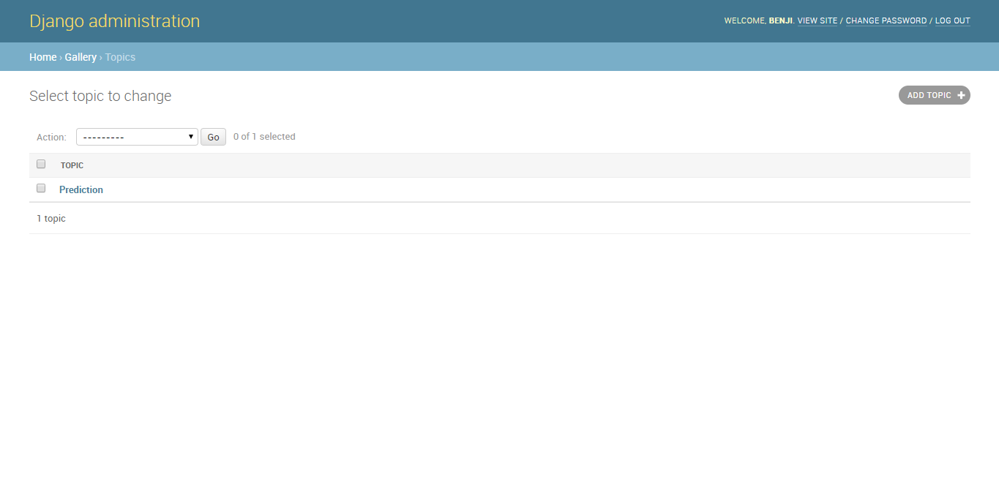 Django administration
WELCOME, BENJI. VIEW SITE / CHANGE PASSWORD / LOG OUT
Home › Gallery › Topics
Select topic to change
ADD TOPIC +
Action: --------- Go 0 of 1 selected
TOPIC
Prediction
1 topic